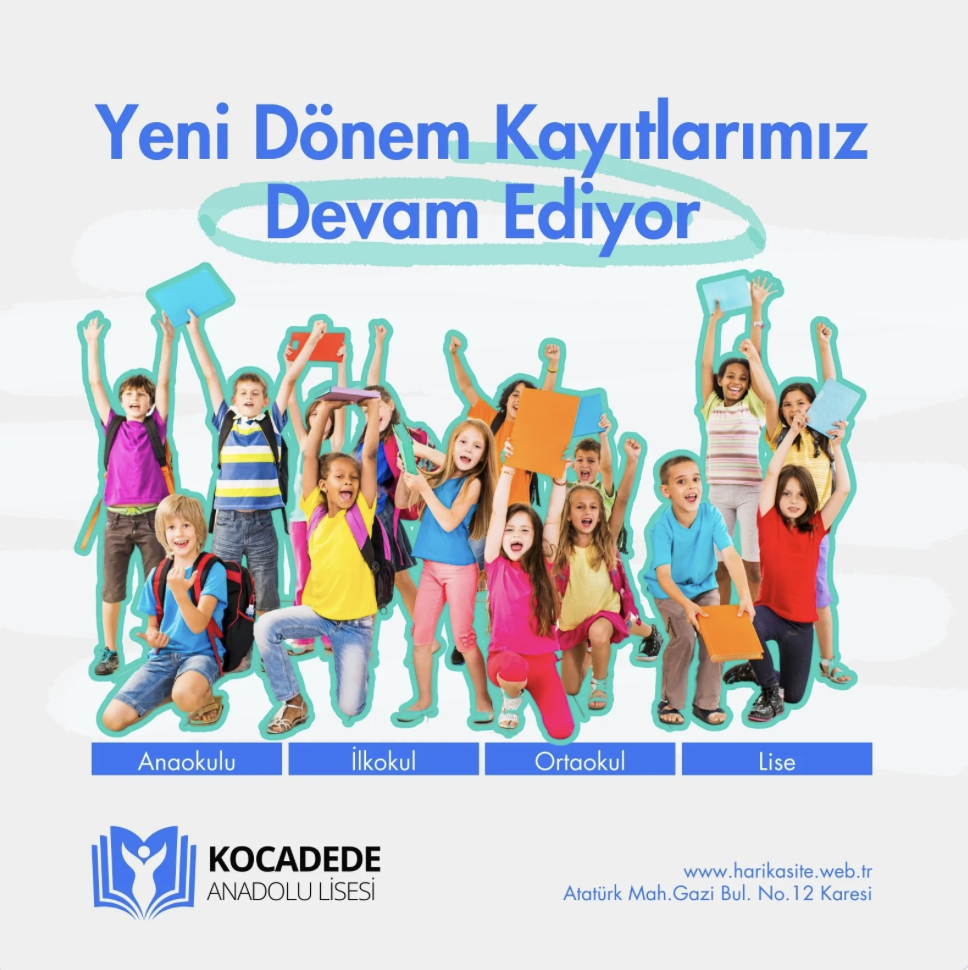 Yeni Dönem Kayıtlarımız
Devam Ediyor
Anaokulu
İlkokul
Ortaokul
Lise
KOCADEDE
ANADOLU LİSESİ
www.harikasite.web.tr
Atatürk Mah.Gazi Bul. No.12 Karesi